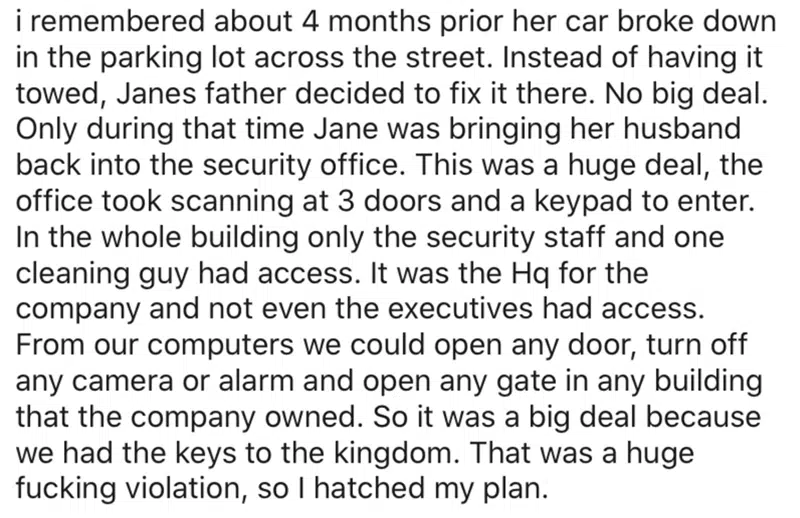 i remembered about 4 months prior her car broke down
in the parking lot across the street. Instead of having it
towed, Janes father decided to fix it there. No big deal.
Only during that time Jane was bringing her husband
back into the security office. This was a huge deal, the
office took scanning at 3 doors and a keypad to enter.
In the whole building only the security staff and one
cleaning guy had access. It was the Hq for the
company and not even the executives had access.
From our computers we could open any door, turn off
any camera or alarm and open any gate in any building
that the company owned. So it was a big deal because
we had the keys to the kingdom. That was a huge
fucking violation, so I hatched my plan.